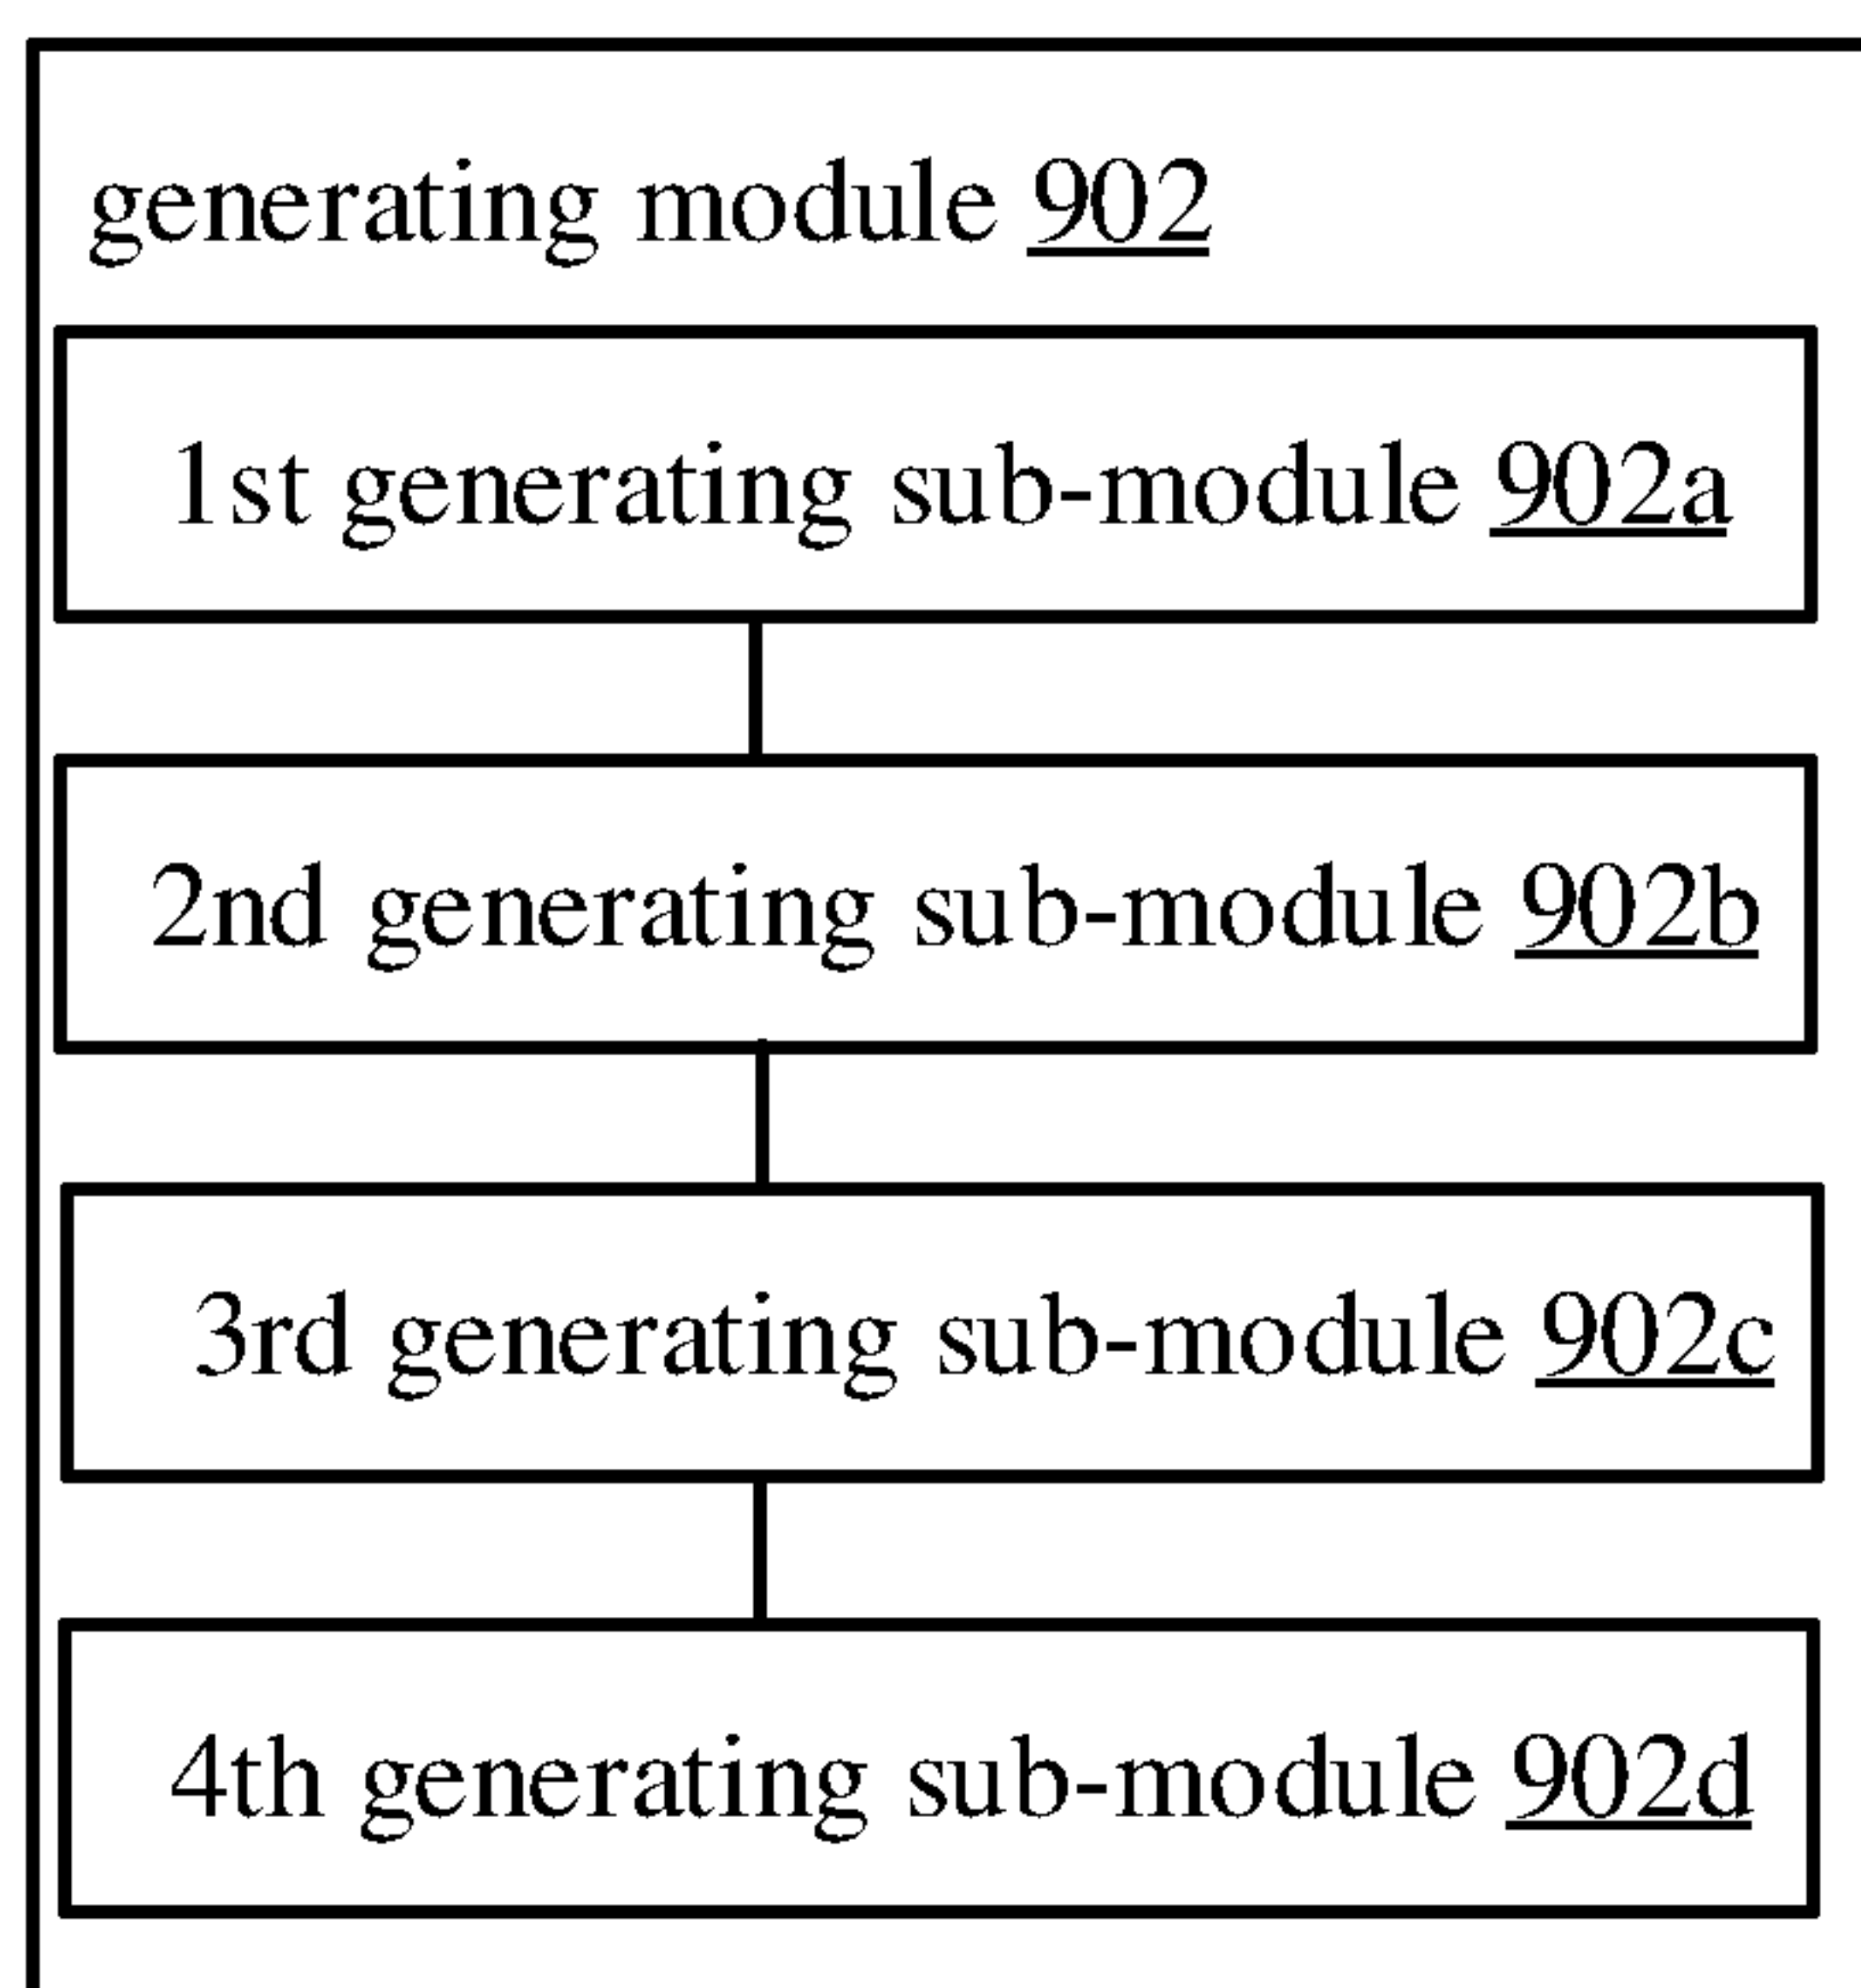 generating module 902
1st generating sub-module 902a
2nd generating sub-module 902b
3rd generating sub-module 902c
4th generating sub-module 902d